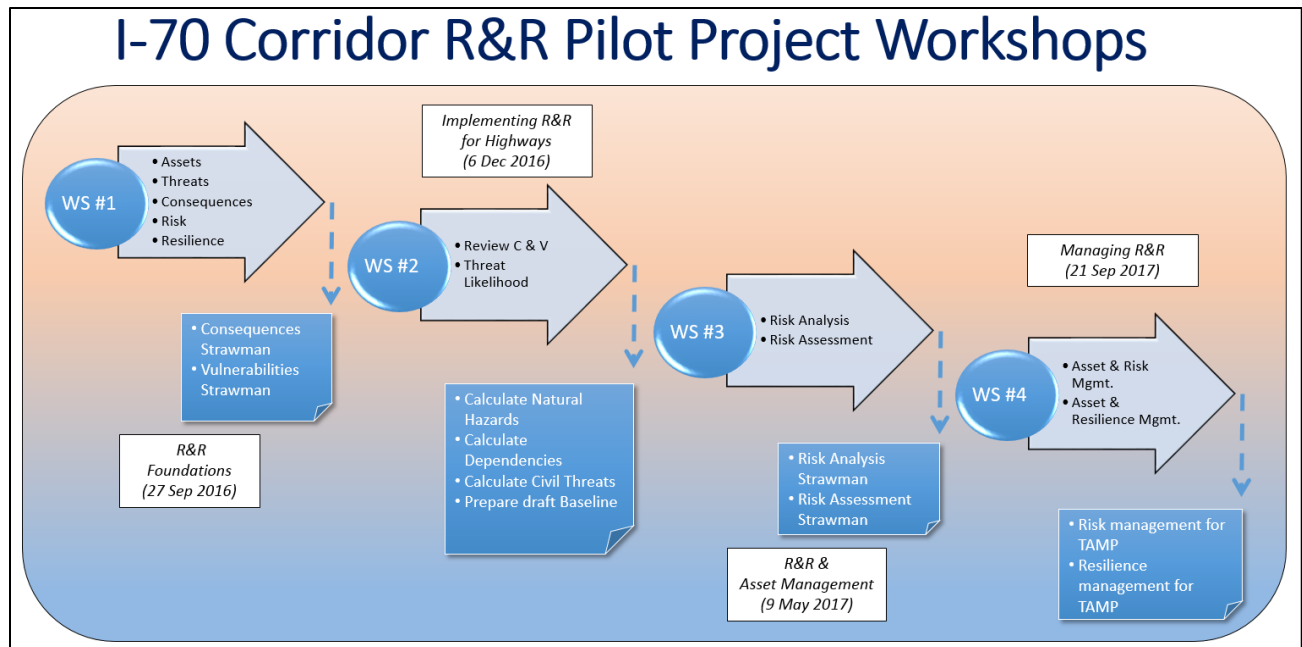 I-70 Corridor R&R Pilot Project Workshops
WS #1
• Assets
• Threats
• Consequences
• Risk
• Resilience
• Consequences
Strawman
• Vulnerabilities
Strawman
R&R
Foundations
(27 Sep 2016)
Implementing R&R
for Highways
(6 Dec 2016)
WS #2
• Review C & V
• Threat
Likelihood
• Calculate Natural
Hazards
• Calculate
Dependencies
• Calculate Civil Threats
• Prepare draft Baseline
WS #3
• Risk Analysis
• Risk Assessment
• Risk Analysis
Strawman
• Risk Assessment
Strawman
R&R &
Asset Management
(9 May 2017)
Managing R&R
(21 Sep 2017)
WS #4
• Asset & Risk
Mgmt.
• Asset &
Resilience Mgmt.
• Risk management for
TAMP
• Resilience
management for
TAMP